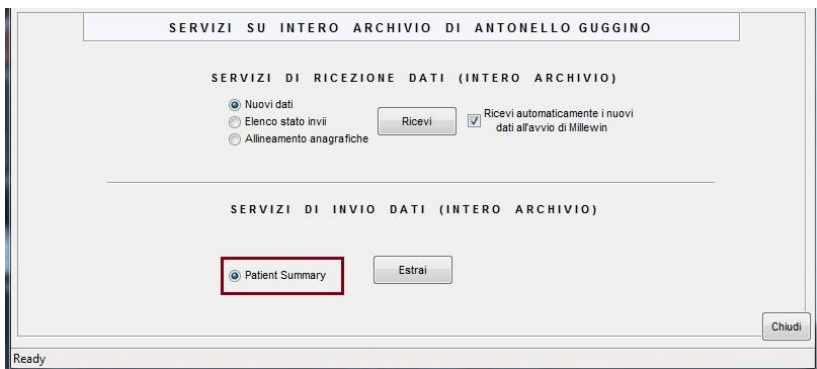 SERVIZI SU INTERO ARCHIVIO DI ANTONELLO GUGGINO
SERVIZI DI RICEZIONE DATI (INTERO ARCHIVIO)
Nuovi dati
Elenco stato invii
Allineamento anagrafiche
Ricevi
Ricevi automaticamente i nuovi
dati all'avvio di Millewin
SERVIZI DI INVIO DATI (INTERO ARCHIVIO)
Patient Summary
Estrai
Chiudi
Ready